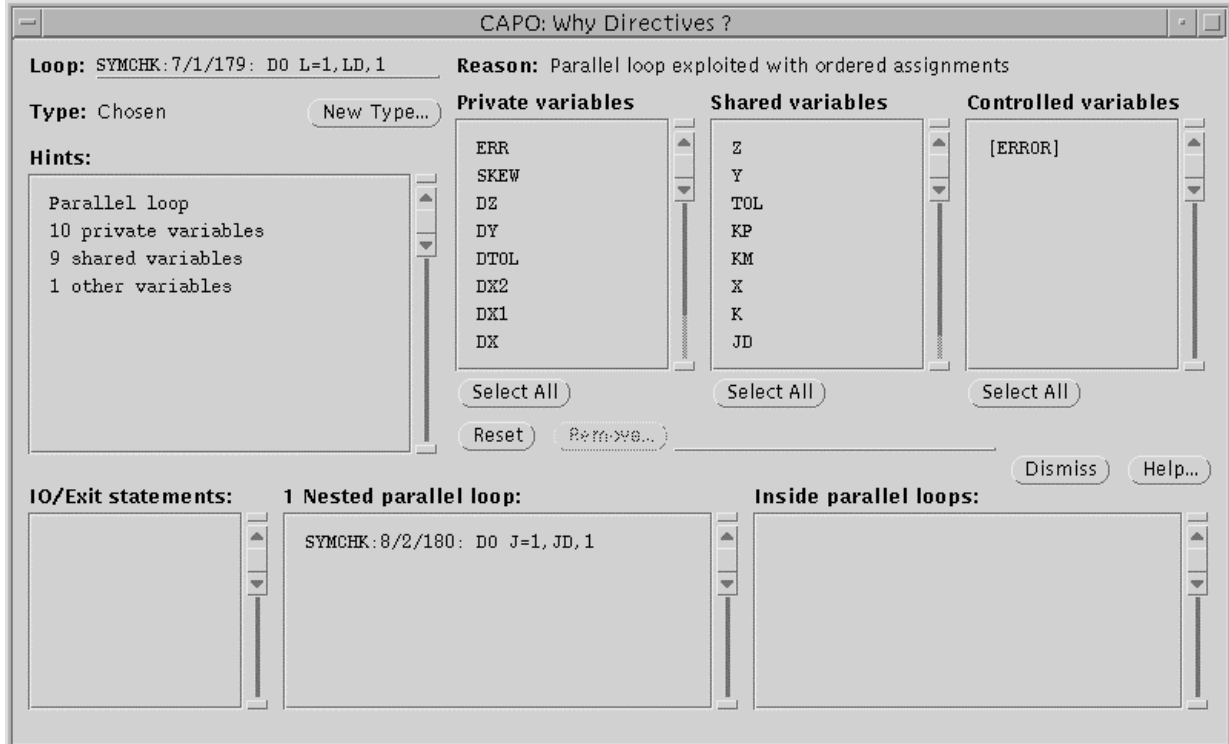 CAPO: Why Directives ?
Loop: SYMCHK:7/1/179: DO L=1,LD,1
Reason: Parallel loop exploited with ordered assignments
Type: Chosen
New Type...
Hints:
Parallel loop
10 private variables
9 shared variables
1 other variables
Private variables
ERR
SKEW
DZ
DY
DTOL
DX2
DX1
DX
Select All
Shared variables
Z
Y
TOL
KP
KM
X
K
JD
Select All
Controlled variables
[ERROR]
Select All
Reset
Remove...
Dismiss
Help...
IO/Exit statements:
1 Nested parallel loop:
SYMCHK:8/2/180: DO J=1,JD,1
Inside parallel loops: